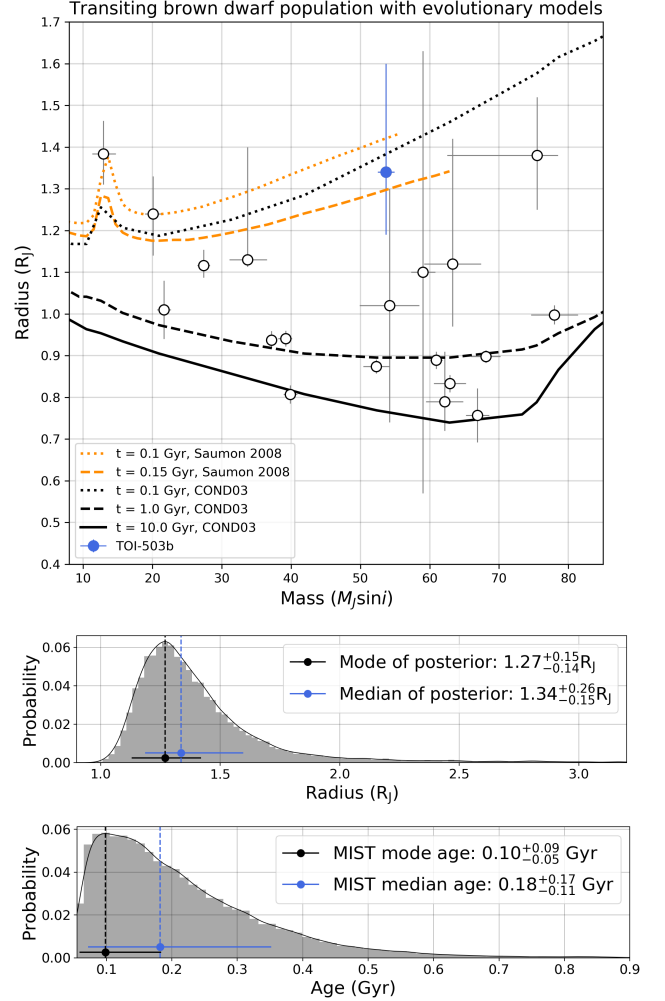 Transiting brown dwarf population with evolutionary models
1.7
1.6
1.5
1.4
1.3
1.2
1.1
1.0
0.9
0.8
0.7
0.6
0.5
0.4
Radius (R_J)
t = 0.1 Gyr, Saumon 2008
t = 0.15 Gyr, Saumon 2008
t = 0.1 Gyr, COND03
t = 1.0 Gyr, COND03
t = 10.0 Gyr, COND03
TOI-503b
10 20 30 40 50 60 70 80
Mass (M_J sini)
0.06
0.04
0.02
0.00
Probability
Mode of posterior: 1.27^{+0.15}_{-0.14}R_J
Median of posterior: 1.34^{+0.26}_{-0.15}R_J
1.0 1.5 2.0 2.5 3.0
Radius (R_J)
0.06
0.04
0.02
0.00
Probability
MIST mode age: 0.10^{+0.09}_{-0.05} Gyr
MIST median age: 0.18^{+0.17}_{-0.11} Gyr
0.1 0.2 0.3 0.4 0.5 0.6 0.7 0.8 0.9
Age (Gyr)